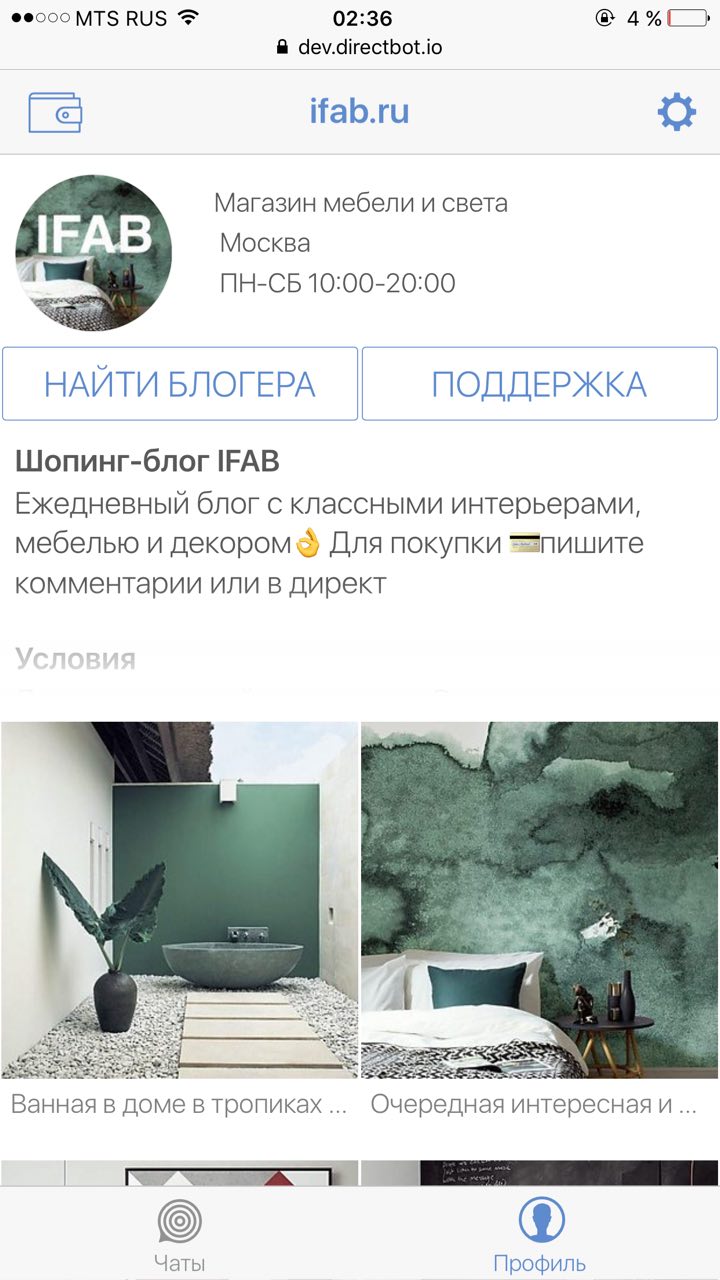 MTS RUS 02:36 4 %
dev.directbot.io
ifab.ru
IFAB
Магазин мебели и света
Москва
ПН-СБ 10:00-20:00
НАЙТИ БЛОГЕРА ПОДДЕРЖКА
Шопинг-блог IFAB
Ежедневный блог с классными интерьерами,
мебелью и декором👌 Для покупки 💳пишите
комментарии или в директ
Условия
Ванная в доме в тропиках ... Очередная интересная и ...
Чаты Профиль